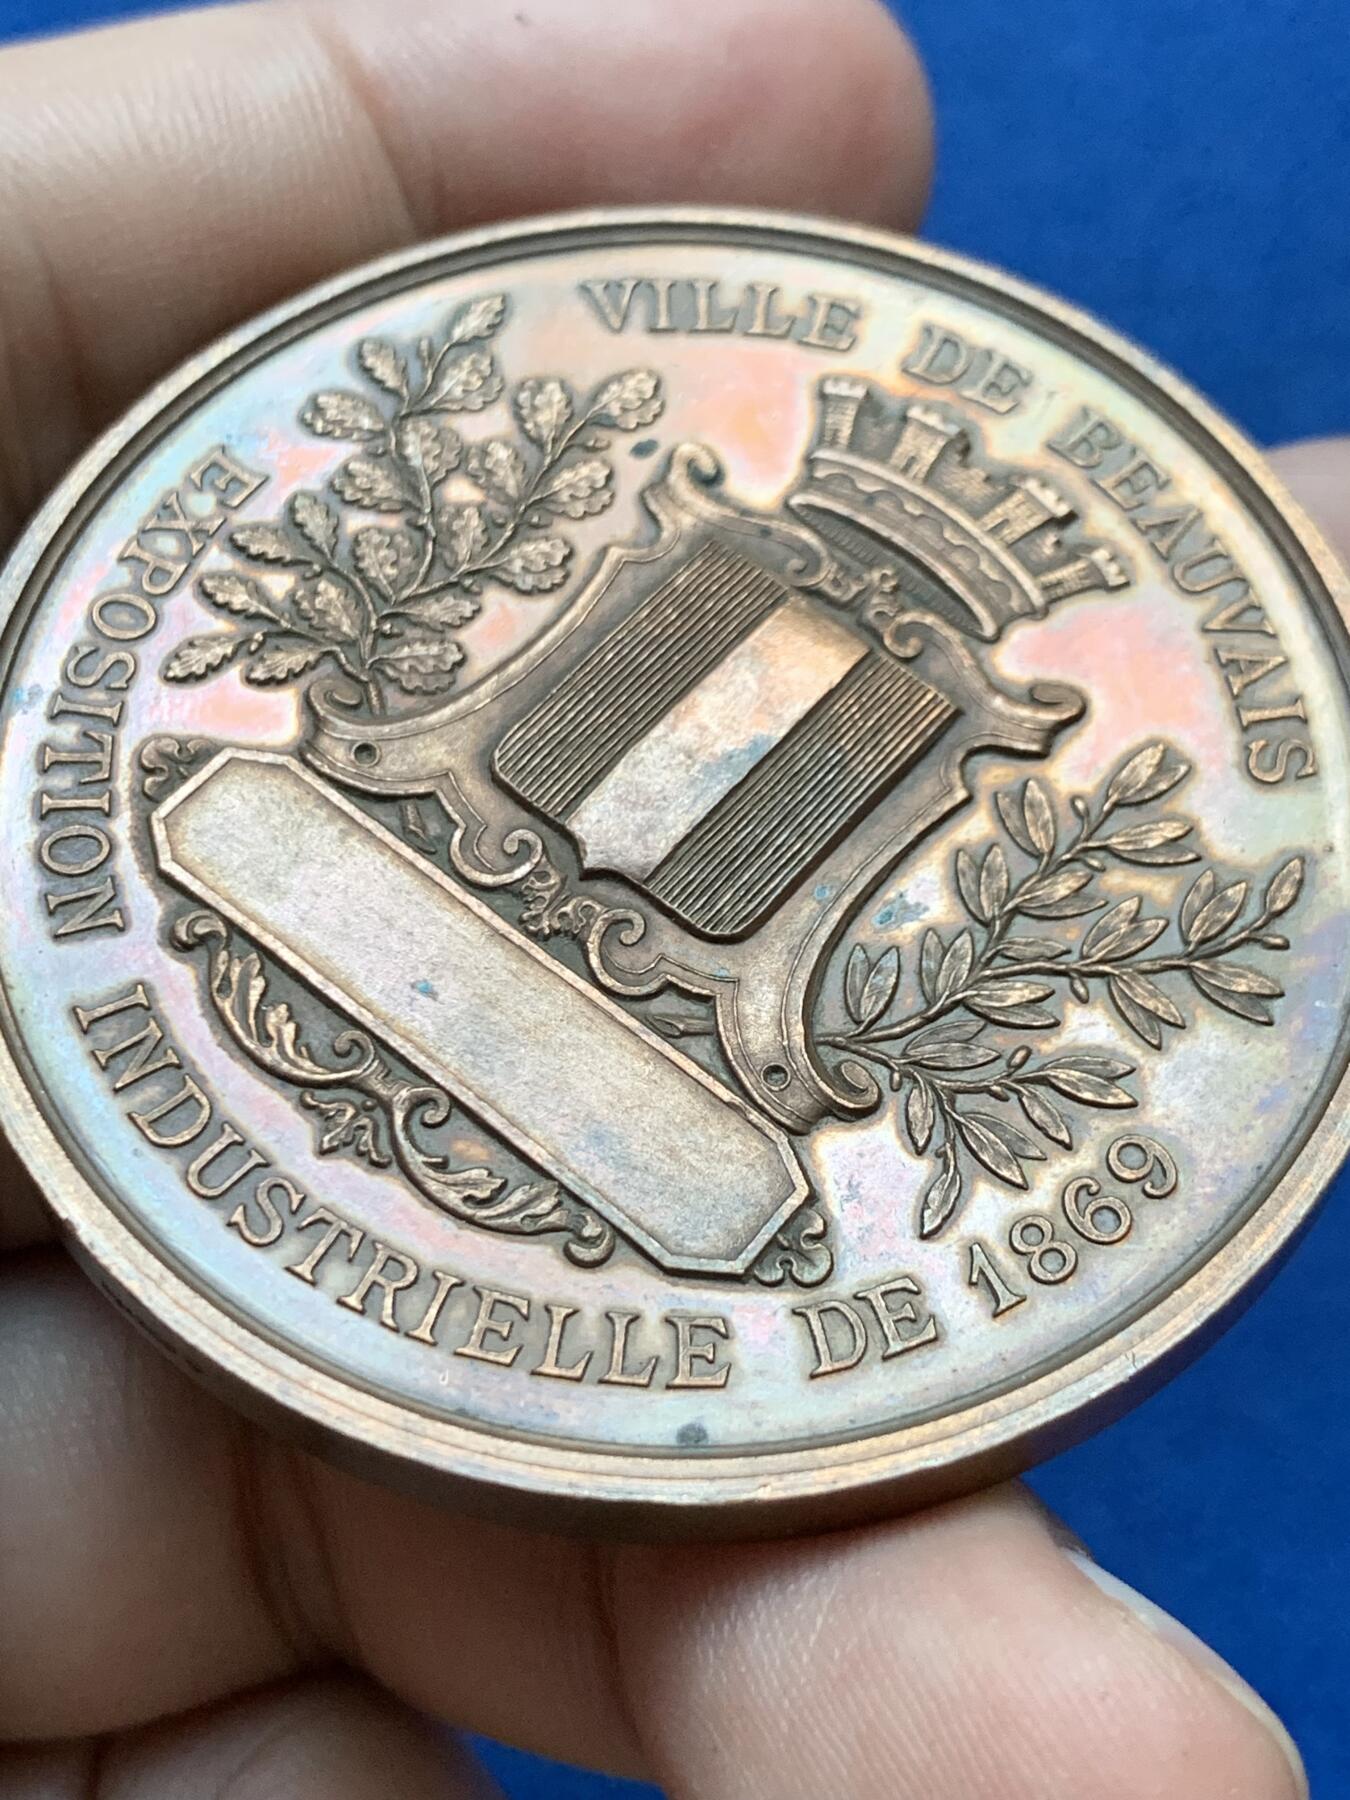 VILLE DE BEAUVAIS
EXPOSITION INDUSTRIELLE DE 1869